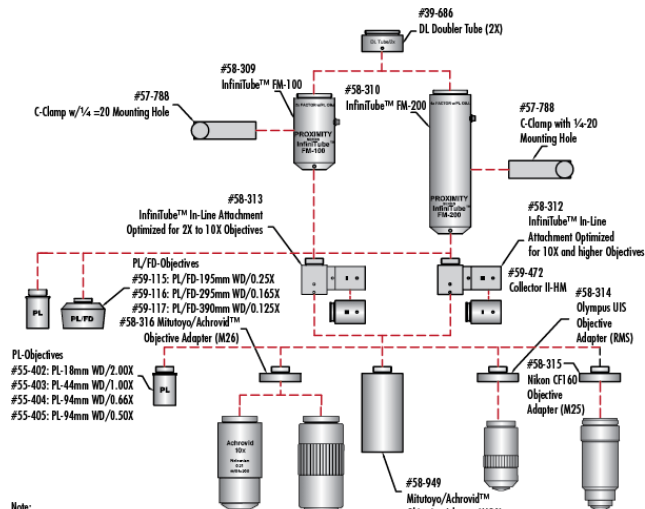 #39-686
DL Doubler Tube (2X)
DL Tube/2x
#58-309
InfiniTube™ FM-100
#58-310
InfiniTube™ FM-200
#57-788
C-Clamp w/¼ =20 Mounting Hole
#57-788
C-Clamp with ¼-20
Mounting Hole
PROXIMITY
InfiniTube™
FM-100
PROXIMITY
InfiniTube™
FM-200
#58-313
InfiniTube™ In-Line Attachment
Optimized for 2X to 10X Objectives
#58-312
InfiniTube™ In-Line
Attachment Optimized
for 10X and higher Objectives
#59-472
Collector II-HM
PL
PL/FD
PL/FD-Objectives
#59-115: PL/FD-195mm WD/0.25X
#59-116: PL/FD-295mm WD/0.165X
#59-117: PL/FD-390mm WD/0.125X
#58-316 Mitutoyo/Achrovid™
Objective Adapter (M26)
#58-314
Olympus UIS
Objective
Adapter (RMS)
#58-315
Nikon CF160
Objective
Adapter (M25)
PL-Objectives
#55-402: PL-18mm WD/2.00X
#55-403: PL-44mm WD/1.00X
#55-404: PL-94mm WD/0.66X
#55-405: PL-94mm WD/0.50X
PL
Achrovid
10x
#58-949
Mitutoyo/Achrovid™
Note: